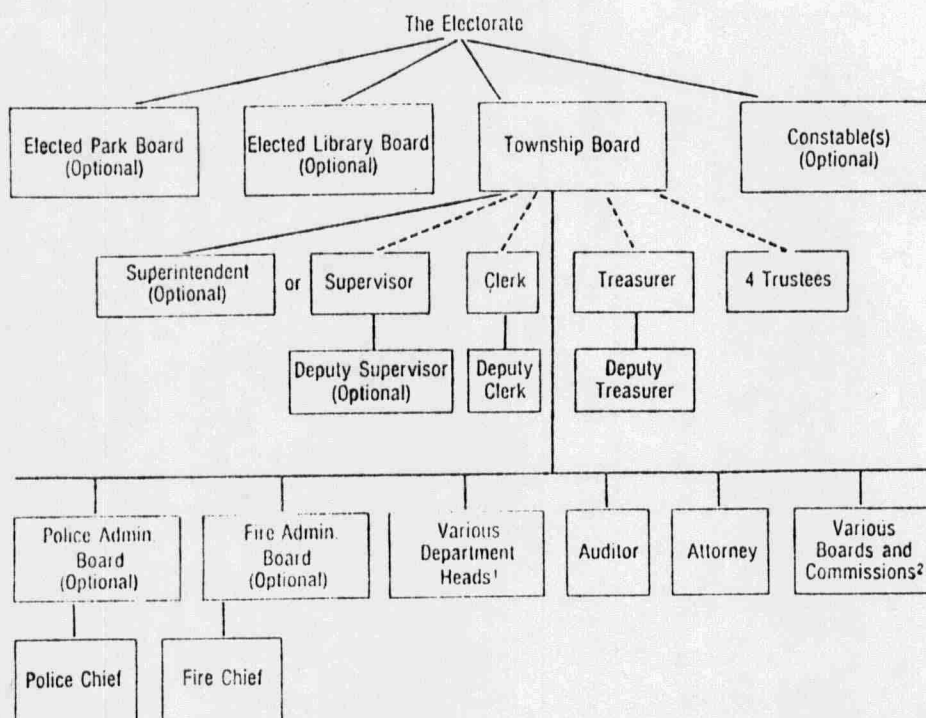 The Electorate
Elected Park Board
(Optional)
Elected Library Board
(Optional)
Township Board
Constable(s)
(Optional)
Superintendent
(Optional)
or
Supervisor
Clerk
Treasurer
4 Trustees
Deputy Supervisor
(Optional)
Deputy
Clerk
Deputy
Treasurer
Police Admin.
Board
(Optional)
Fire Admin.
Board
(Optional)
Various
Department
Heads¹
Auditor
Attorney
Various
Boards and
Commissions²
Police Chief
Fire Chief